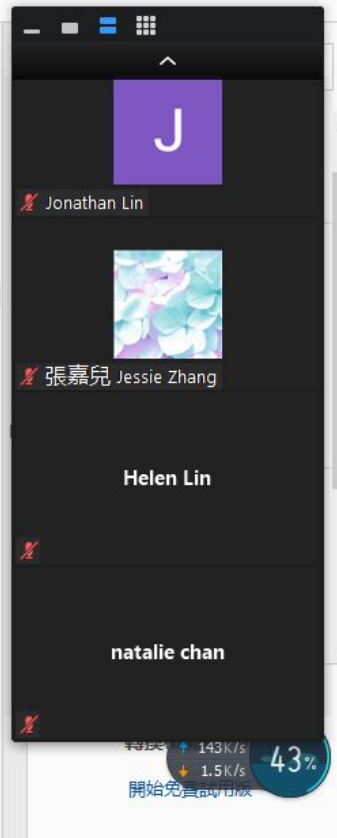 J
Jonathan Lin
張嘉兒 Jessie Zhang
Helen Lin
natalie chan
143K/s
1.5K/s
43%
開始免費試用版